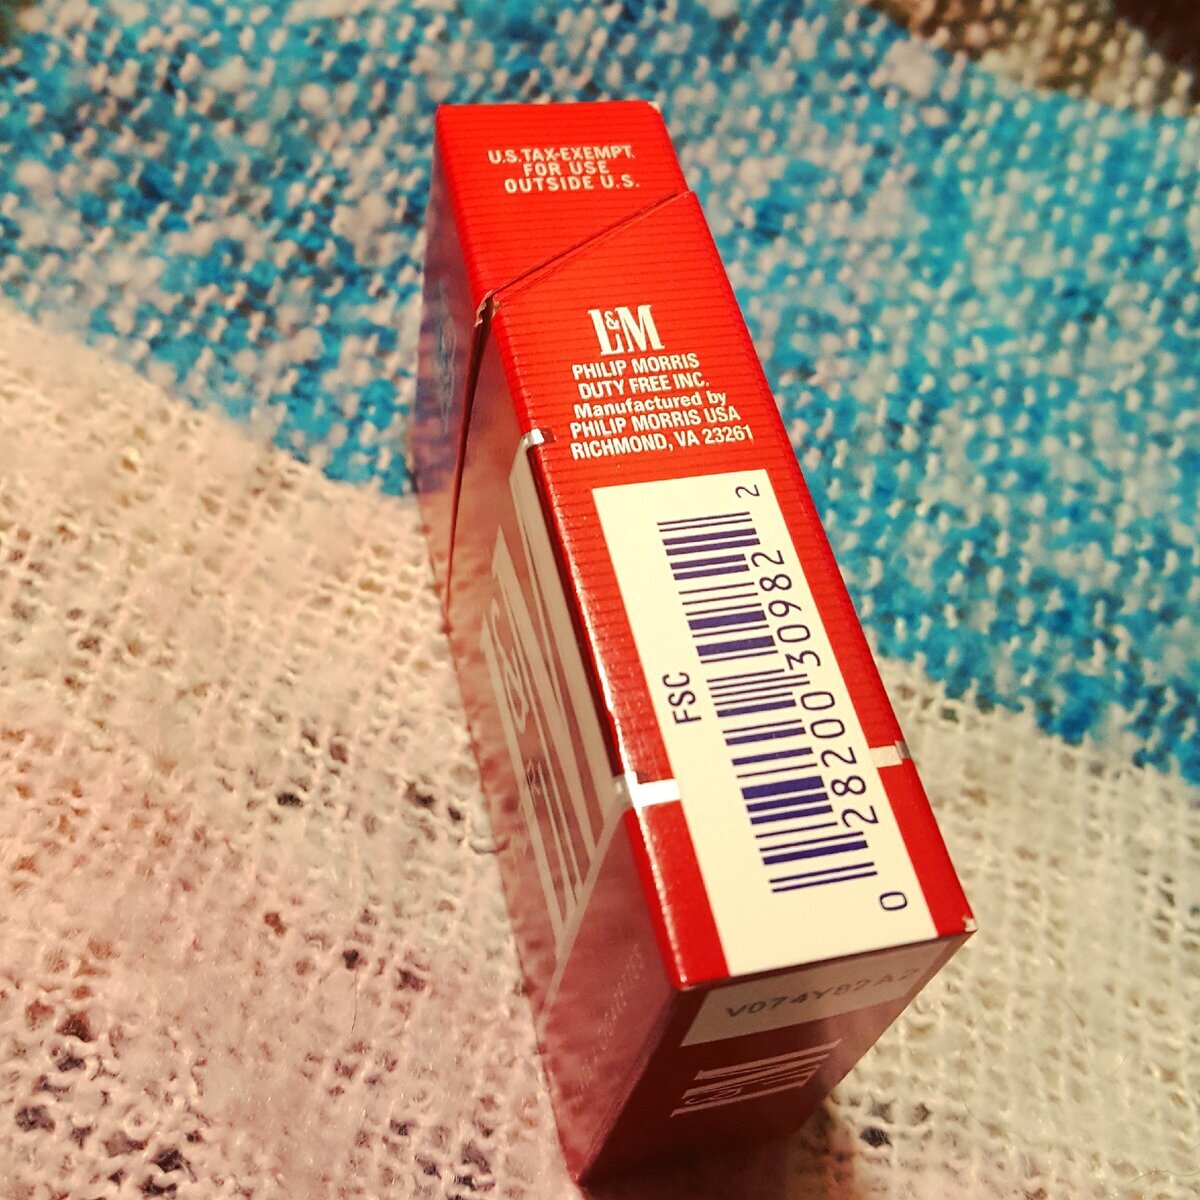 U.S. TAX-EXEMPT.
FOR USE
OUTSIDE U.S.
L&M
PHILIP MORRIS
DUTY FREE INC.
Manufactured by
PHILIP MORRIS USA
RICHMOND, VA 23261
FSC
0 28200 30982 2
L&M
V074Y82A2
L&M